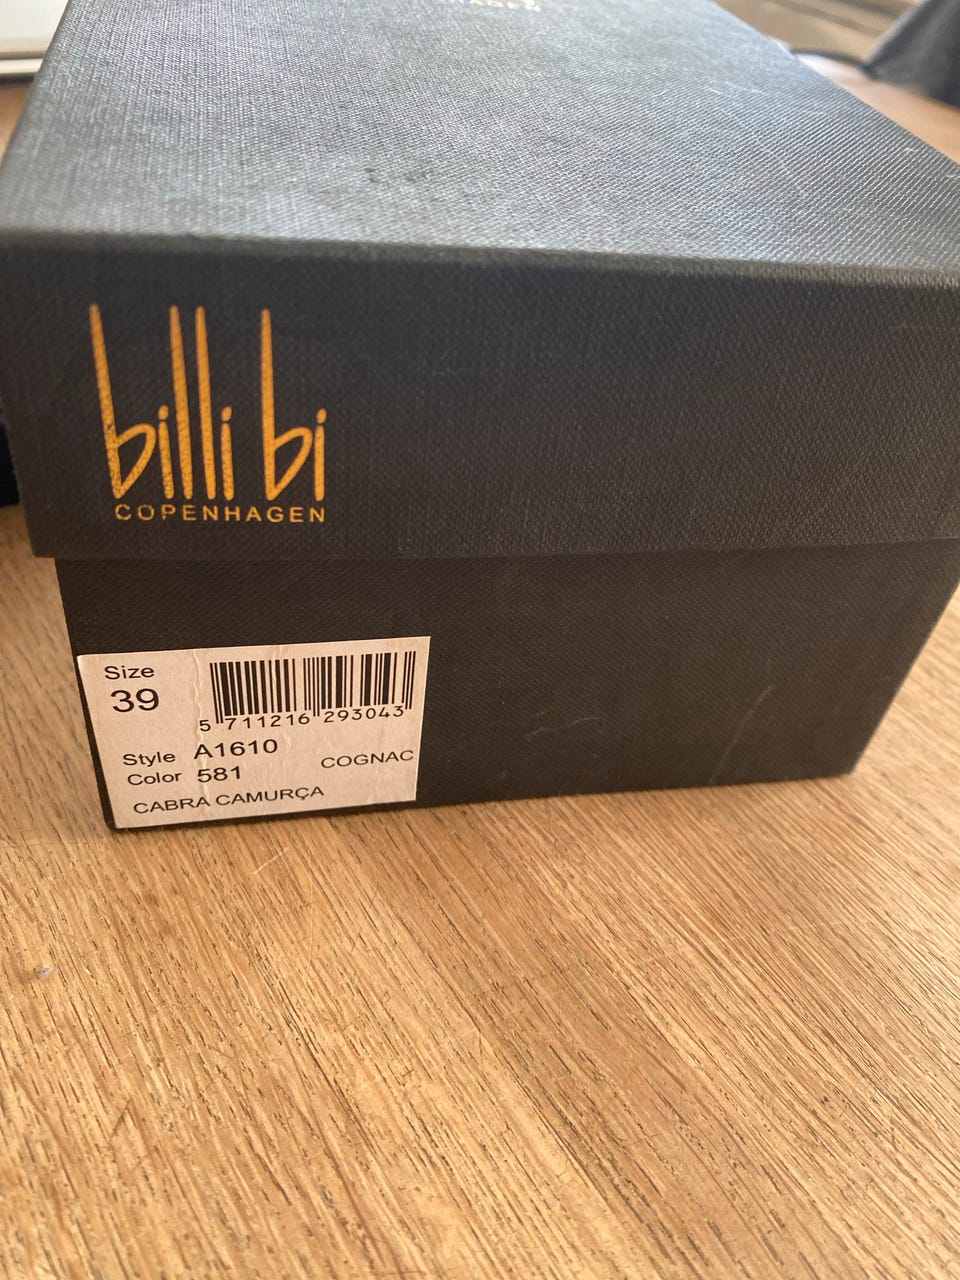 billi bi
COPENHAGEN
Size
39
5 711216 293043
Style A1610
Color 581 COGNAC
CABRA CAMURÇA